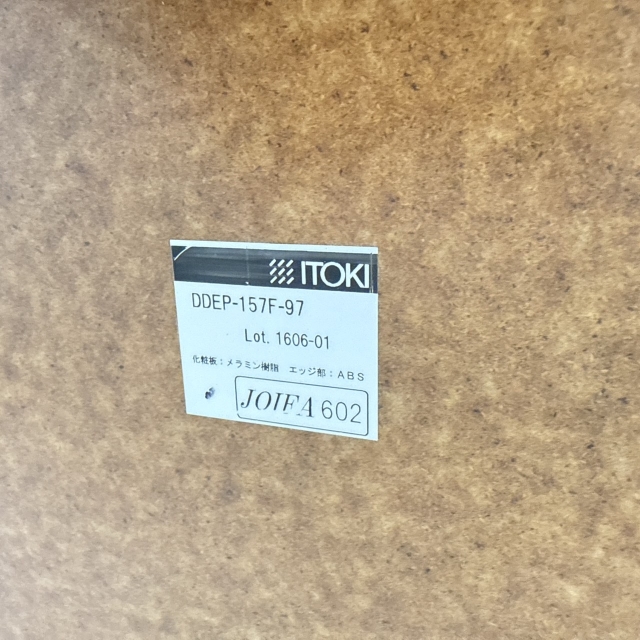 ITOKI
DDEP-157F-97
Lot. 1606-01
化粧板：メラミン樹脂 エッジ部：ABS
JOIFA 602